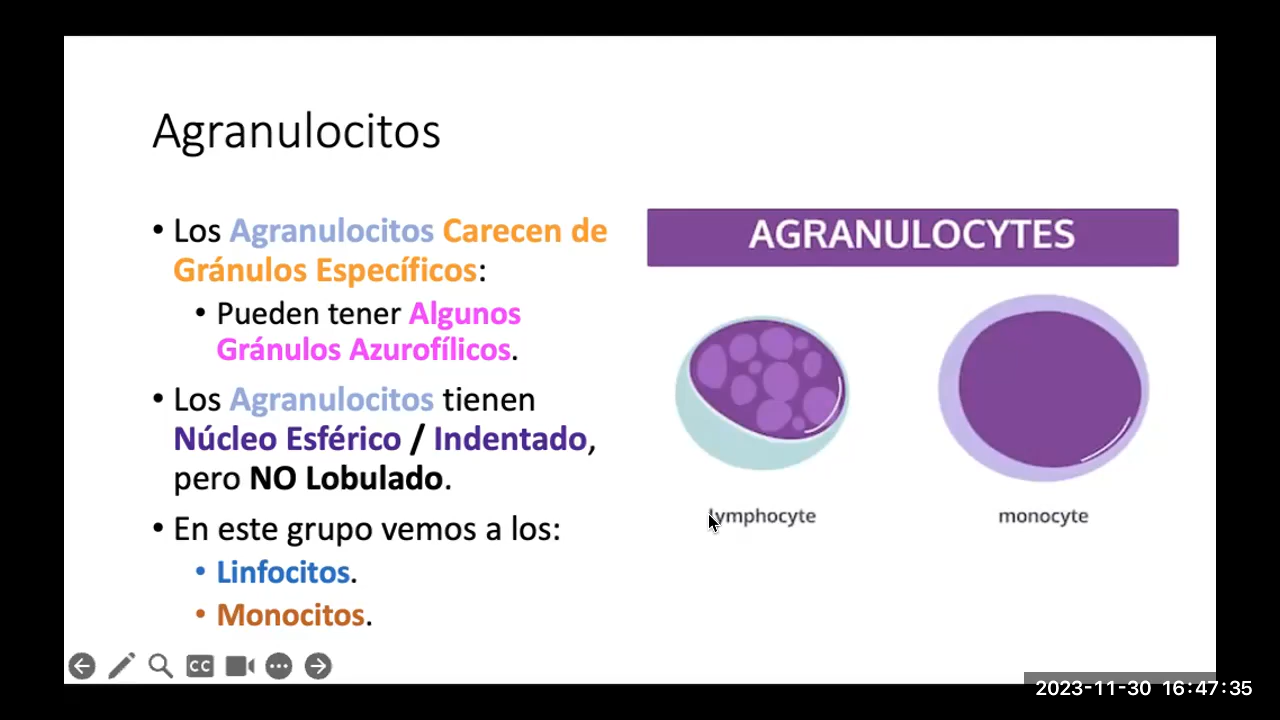 Agranulocitos
• Los Agranulocitos Carecen de
Gránulos Específicos:
• Pueden tener Algunos
Gránulos Azurofílicos.
• Los Agranulocitos tienen
Núcleo Esférico / Indentado,
pero NO Lobulado.
• En este grupo vemos a los:
• Linfocitos.
• Monocitos.
AGRANULOCYTES
lymphocyte
monocyte
CC
2023-11-30 16:47:35